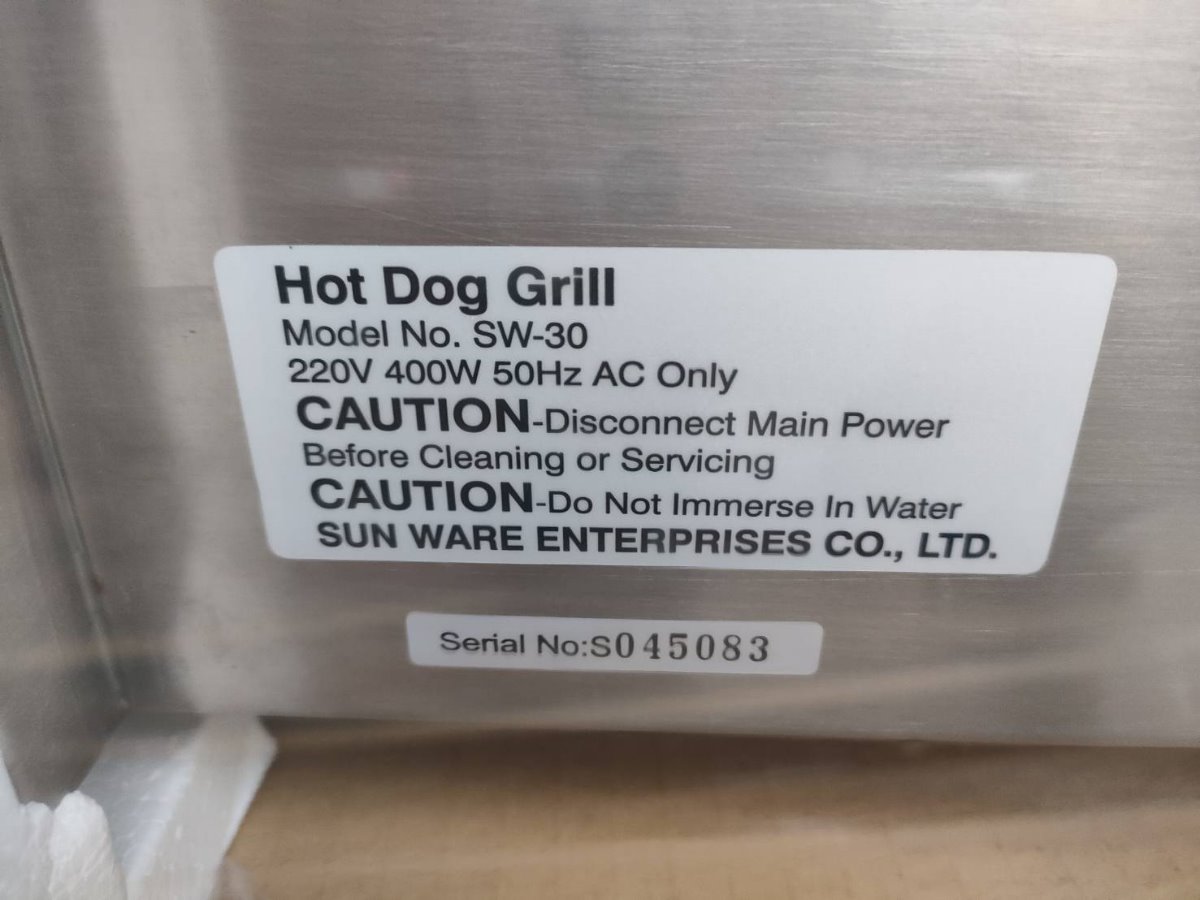 Hot Dog Grill
Model No. SW-30
220V 400W 50Hz AC Only
CAUTION-Disconnect Main Power
Before Cleaning or Servicing
CAUTION-Do Not Immerse In Water
SUN WARE ENTERPRISES CO., LTD.
Serial No:S045083